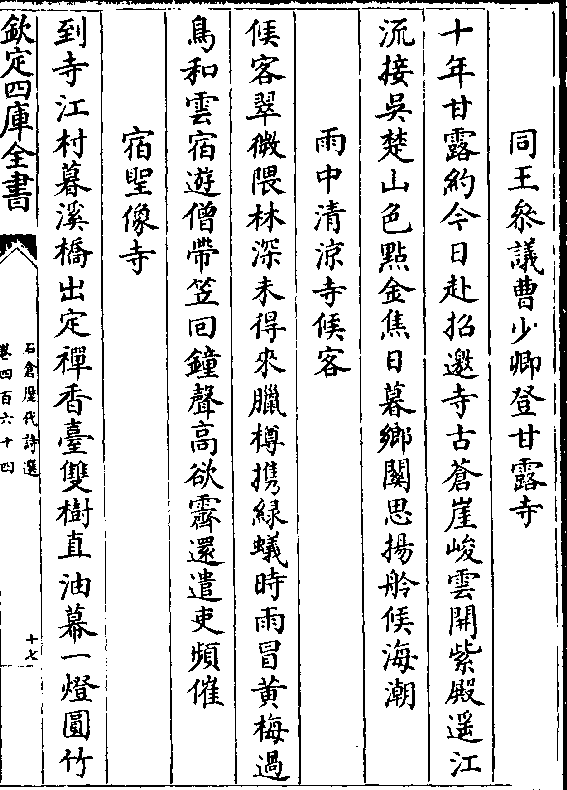 同王叅議曹少卿登甘露寺
十年甘露約今日赴招邀寺古蒼崖峻雲開紫殿遥江
流接吳楚山色點金焦日暮鄉關思揚舲候海潮
雨中清涼寺候客
候客翠微隈林深未得來臘樽携緑蟻時雨冒黄梅過
鳥和雲宿遊僧帶笠回鐘聲高欲霽還遣吏頻催
宿聖像寺
到寺江村暮溪橋出定禪香臺雙樹直油幕一燈圓竹
欽定四庫全書
石倉歷代詩選
卷四百六十四
十七